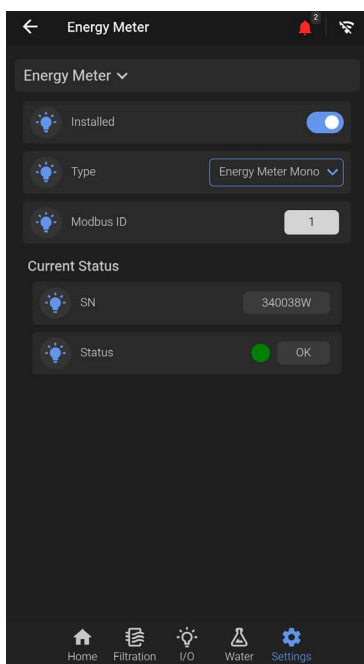 Energy Meter
2
Energy Meter
Installed
Type
Energy Meter Mono
Modbus ID
1
Current Status
SN
340038W
Status
OK
Home
Filtration
I/O
Water
Settings